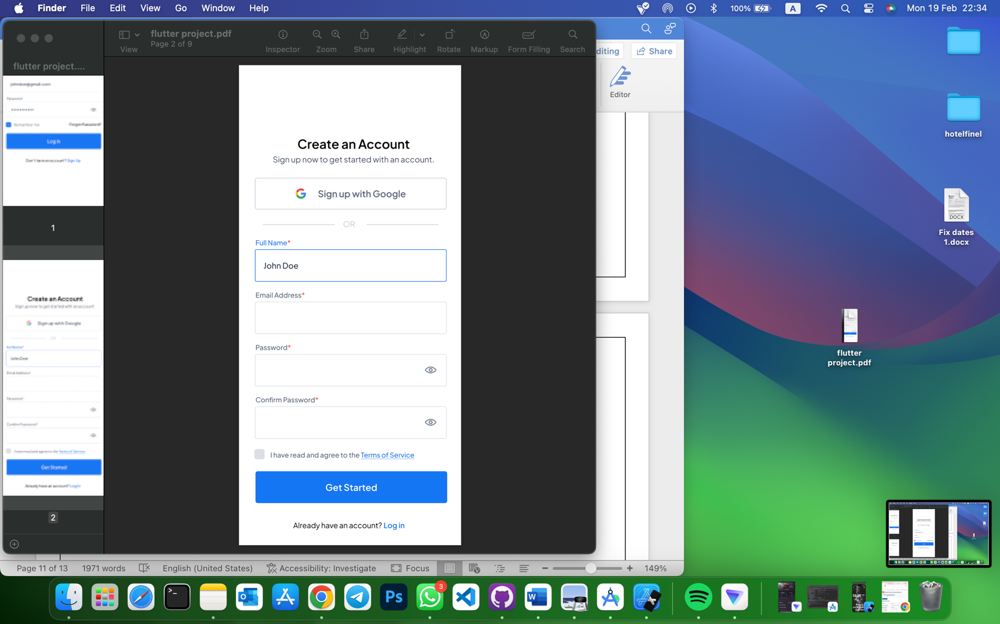 Finder File Edit View Go Window Help
100% A Mon 19 Feb 22:34
flutter project.pdf
Page 2 of 9
View Inspector Zoom Share Highlight Rotate Markup Form Filling Search
diting Share
Editor
flutter project....
johndoe@gmail.com
Password
Remember me Forgot Password?
Log in
Don't have an account? Sign Up
1
Create an Account
Sign up now to get started with an account.
Sign up with Google
OR
Full Name*
John Doe
Email Address*
Password*
Confirm Password*
I have read and agree to the Terms of Service
Get Started
Already have an account? Log in
2
Create an Account
Sign up now to get started with an account.
Sign up with Google
OR
Full Name*
John Doe
Email Address*
Password*
Confirm Password*
I have read and agree to the Terms of Service
Get Started
Already have an account? Log in
hotelfinel
DOCX
Fix dates
1.docx
flutter
project.pdf
Page 11 of 13 1971 words English (United States) Accessibility: Investigate Focus 149%
>_
Ps
3
W